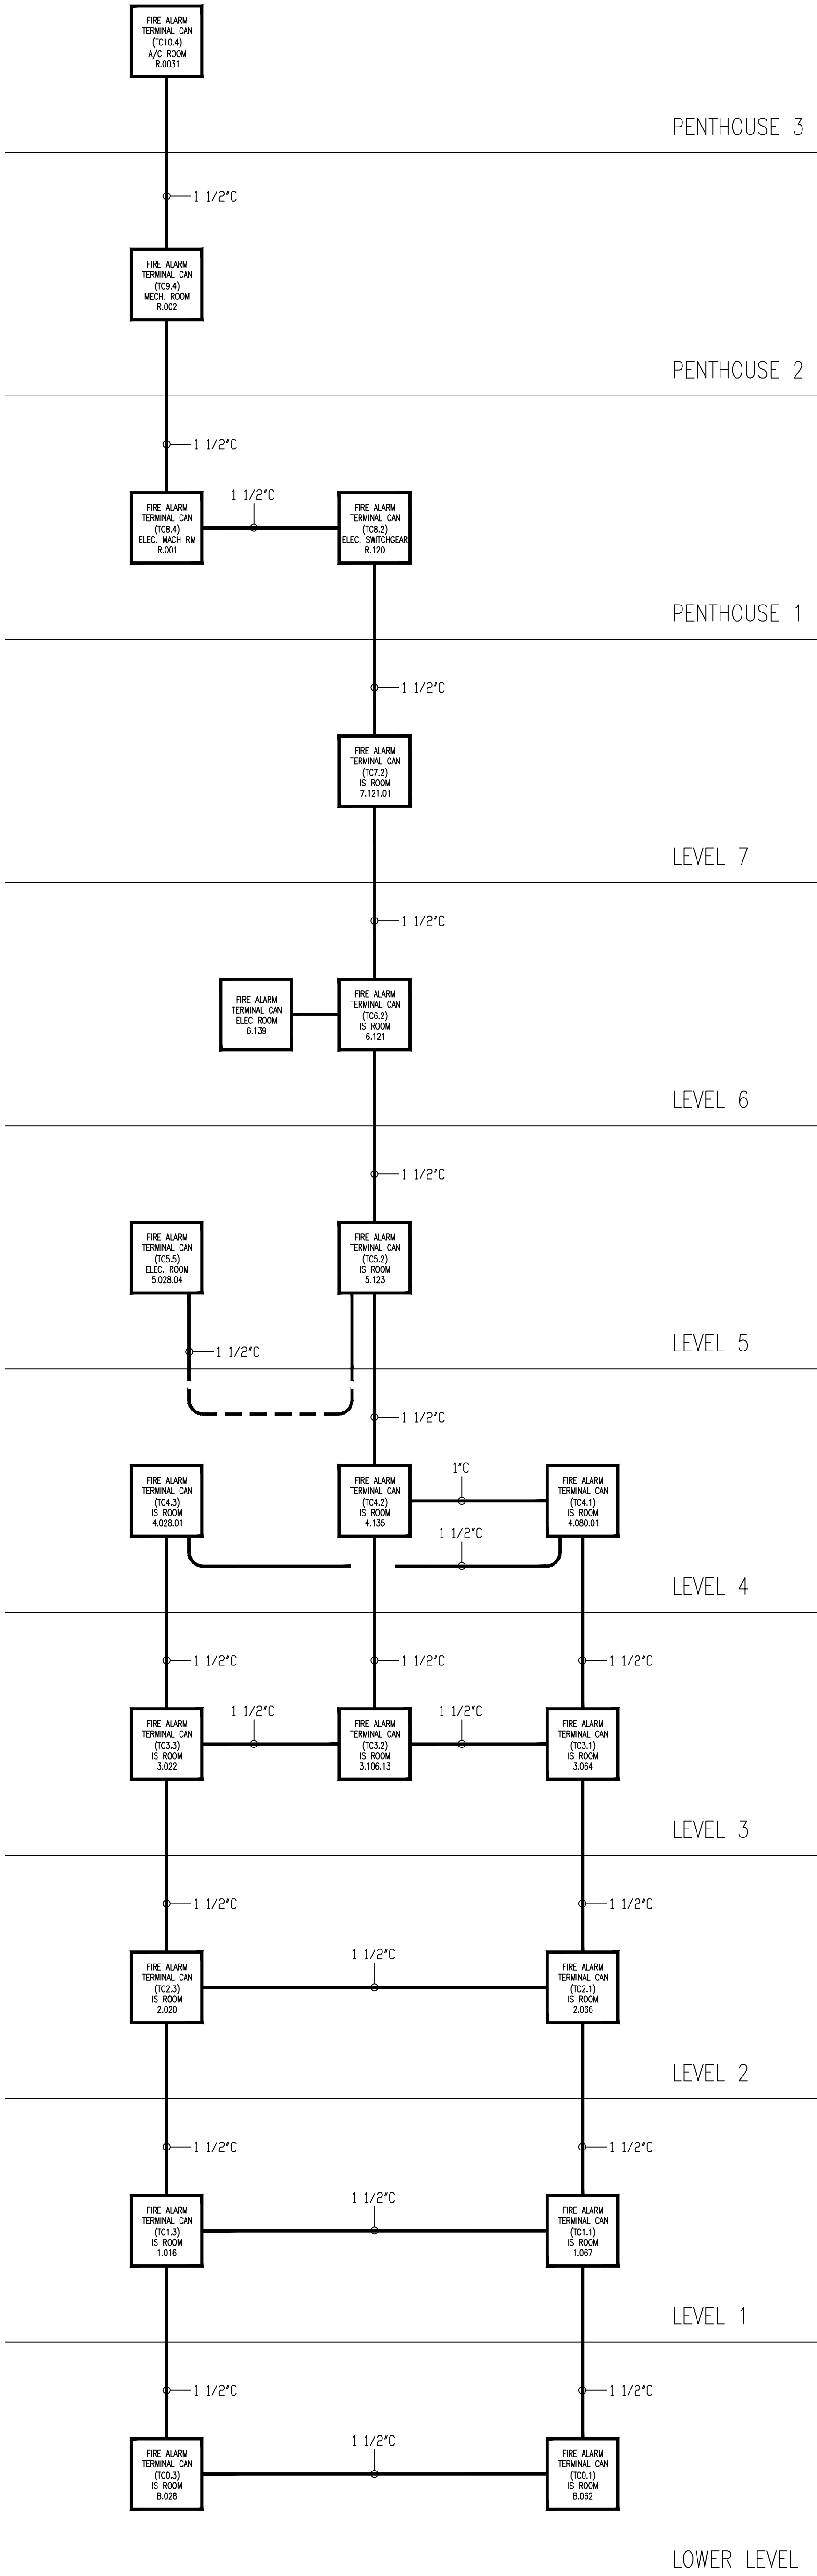 FIRE ALARM
TERMINAL CAN
(TC10.4)
A/C ROOM
R.0031
PENTHOUSE 3
1 1/2"C
FIRE ALARM
TERMINAL CAN
(TC9.4)
MECH. ROOM
R.002
PENTHOUSE 2
1 1/2"C
1 1/2"C
FIRE ALARM
TERMINAL CAN
(TC8.4)
ELEC. MACH RM
R.001
FIRE ALARM
TERMINAL CAN
(TC8.2)
ELEC. SWITCHGEAR
R.120
PENTHOUSE 1
1 1/2"C
FIRE ALARM
TERMINAL CAN
(TC7.2)
IS ROOM
7.121.01
LEVEL 7
1 1/2"C
FIRE ALARM
TERMINAL CAN
ELEC ROOM
6.139
FIRE ALARM
TERMINAL CAN
(TC6.2)
IS ROOM
6.121
LEVEL 6
1 1/2"C
FIRE ALARM
TERMINAL CAN
(TC5.5)
ELEC. ROOM
5.028.04
FIRE ALARM
TERMINAL CAN
(TC5.2)
IS ROOM
5.123
1 1/2"C
LEVEL 5
1 1/2"C
1"C
FIRE ALARM
TERMINAL CAN
(TC4.3)
IS ROOM
4.028.01
FIRE ALARM
TERMINAL CAN
(TC4.2)
IS ROOM
4.135
FIRE ALARM
TERMINAL CAN
(TC4.1)
IS ROOM
4.080.01
1 1/2"C
LEVEL 4
1 1/2"C
1 1/2"C
1 1/2"C
1 1/2"C
1 1/2"C
FIRE ALARM
TERMINAL CAN
(TC3.3)
IS ROOM
3.022
FIRE ALARM
TERMINAL CAN
(TC3.2)
IS ROOM
3.106.13
FIRE ALARM
TERMINAL CAN
(TC3.1)
IS ROOM
3.064
LEVEL 3
1 1/2"C
1 1/2"C
1 1/2"C
FIRE ALARM
TERMINAL CAN
(TC2.3)
IS ROOM
2.020
FIRE ALARM
TERMINAL CAN
(TC2.1)
IS ROOM
2.066
LEVEL 2
1 1/2"C
1 1/2"C
1 1/2"C
FIRE ALARM
TERMINAL CAN
(TC1.3)
IS ROOM
1.016
FIRE ALARM
TERMINAL CAN
(TC1.1)
IS ROOM
1.067
LEVEL 1
1 1/2"C
1 1/2"C
1 1/2"C
FIRE ALARM
TERMINAL CAN
(TC0.3)
IS ROOM
B.028
FIRE ALARM
TERMINAL CAN
(TC0.1)
IS ROOM
B.062
LOWER LEVEL